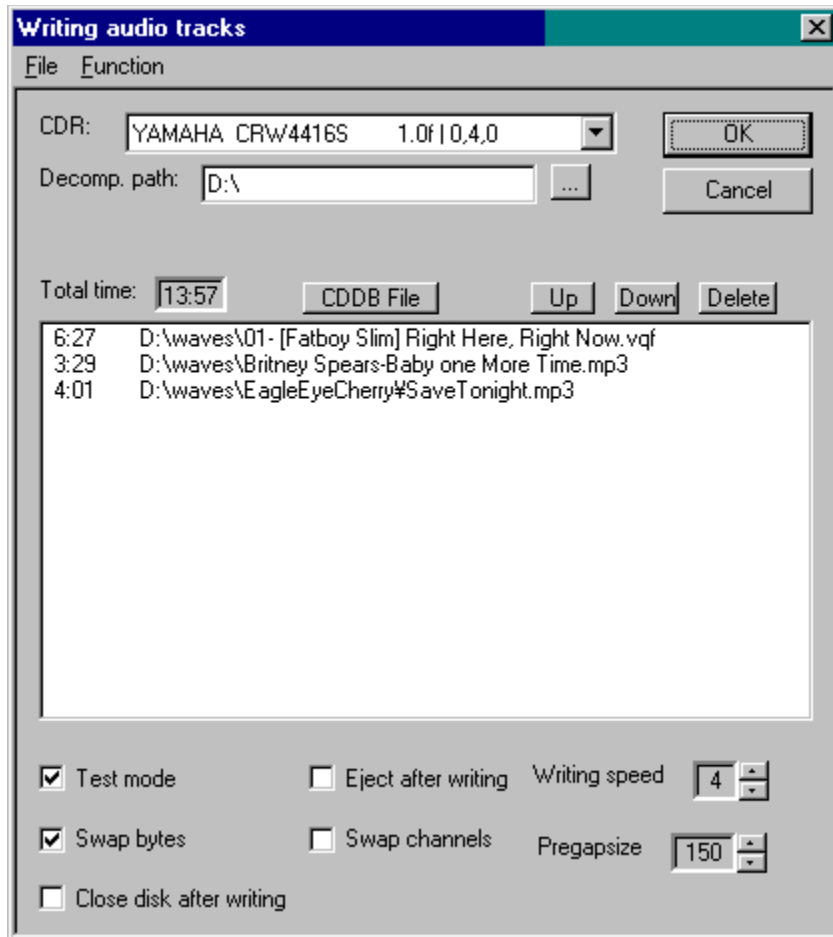 Writing audio tracks
File Function
CDR: YAMAHA CRW4416S 1.0f | 0,4,0 OK
Decomp. path: D:\ ... Cancel
Total time: 13:57 CDDB File Up Down Delete
6:27 D:\waves\01- [Fatboy Slim] Right Here, Right Now.vqf
3:29 D:\waves\Britney Spears-Baby one More Time.mp3
4:01 D:\waves\EagleEyeCherry¥SaveTonight.mp3
Test mode Eject after writing Writing speed 4
Swap bytes Swap channels Pregapsize 150
Close disk after writing